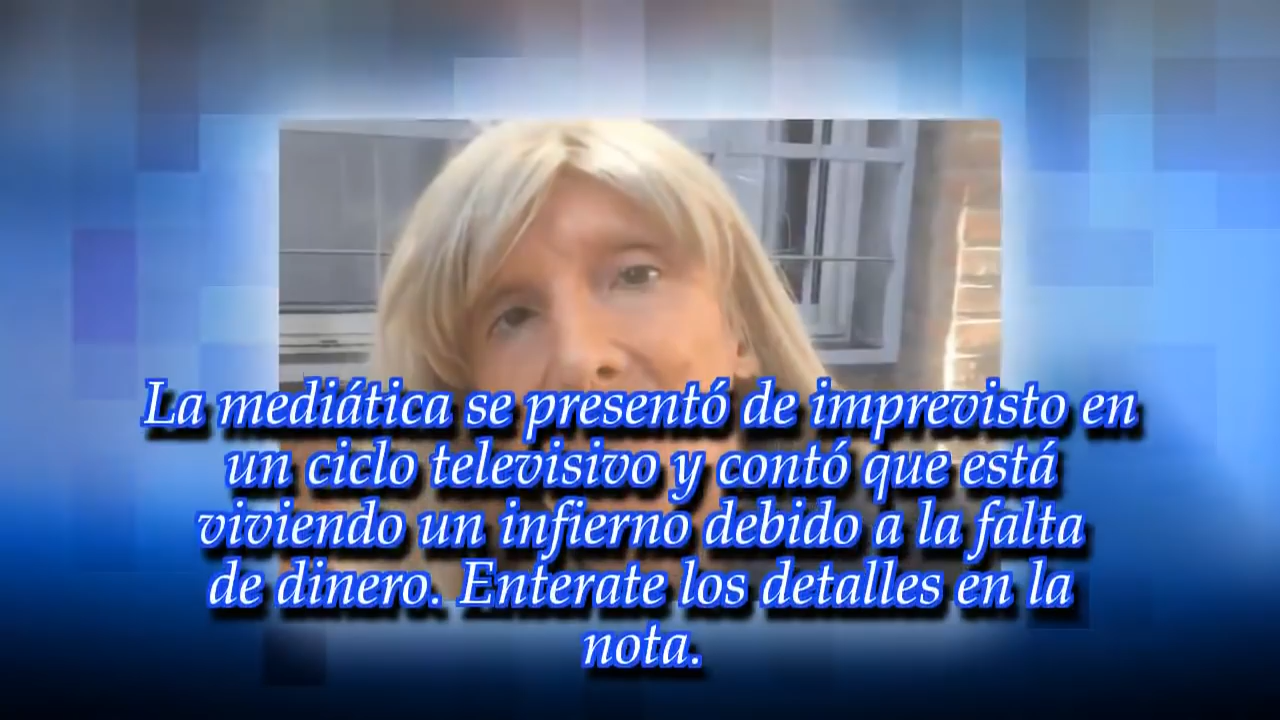 La mediática se presentó de imprevisto en
un ciclo televisivo y contó que está
viviendo un infierno debido a la falta
de dinero. Enterate los detalles en la
nota.